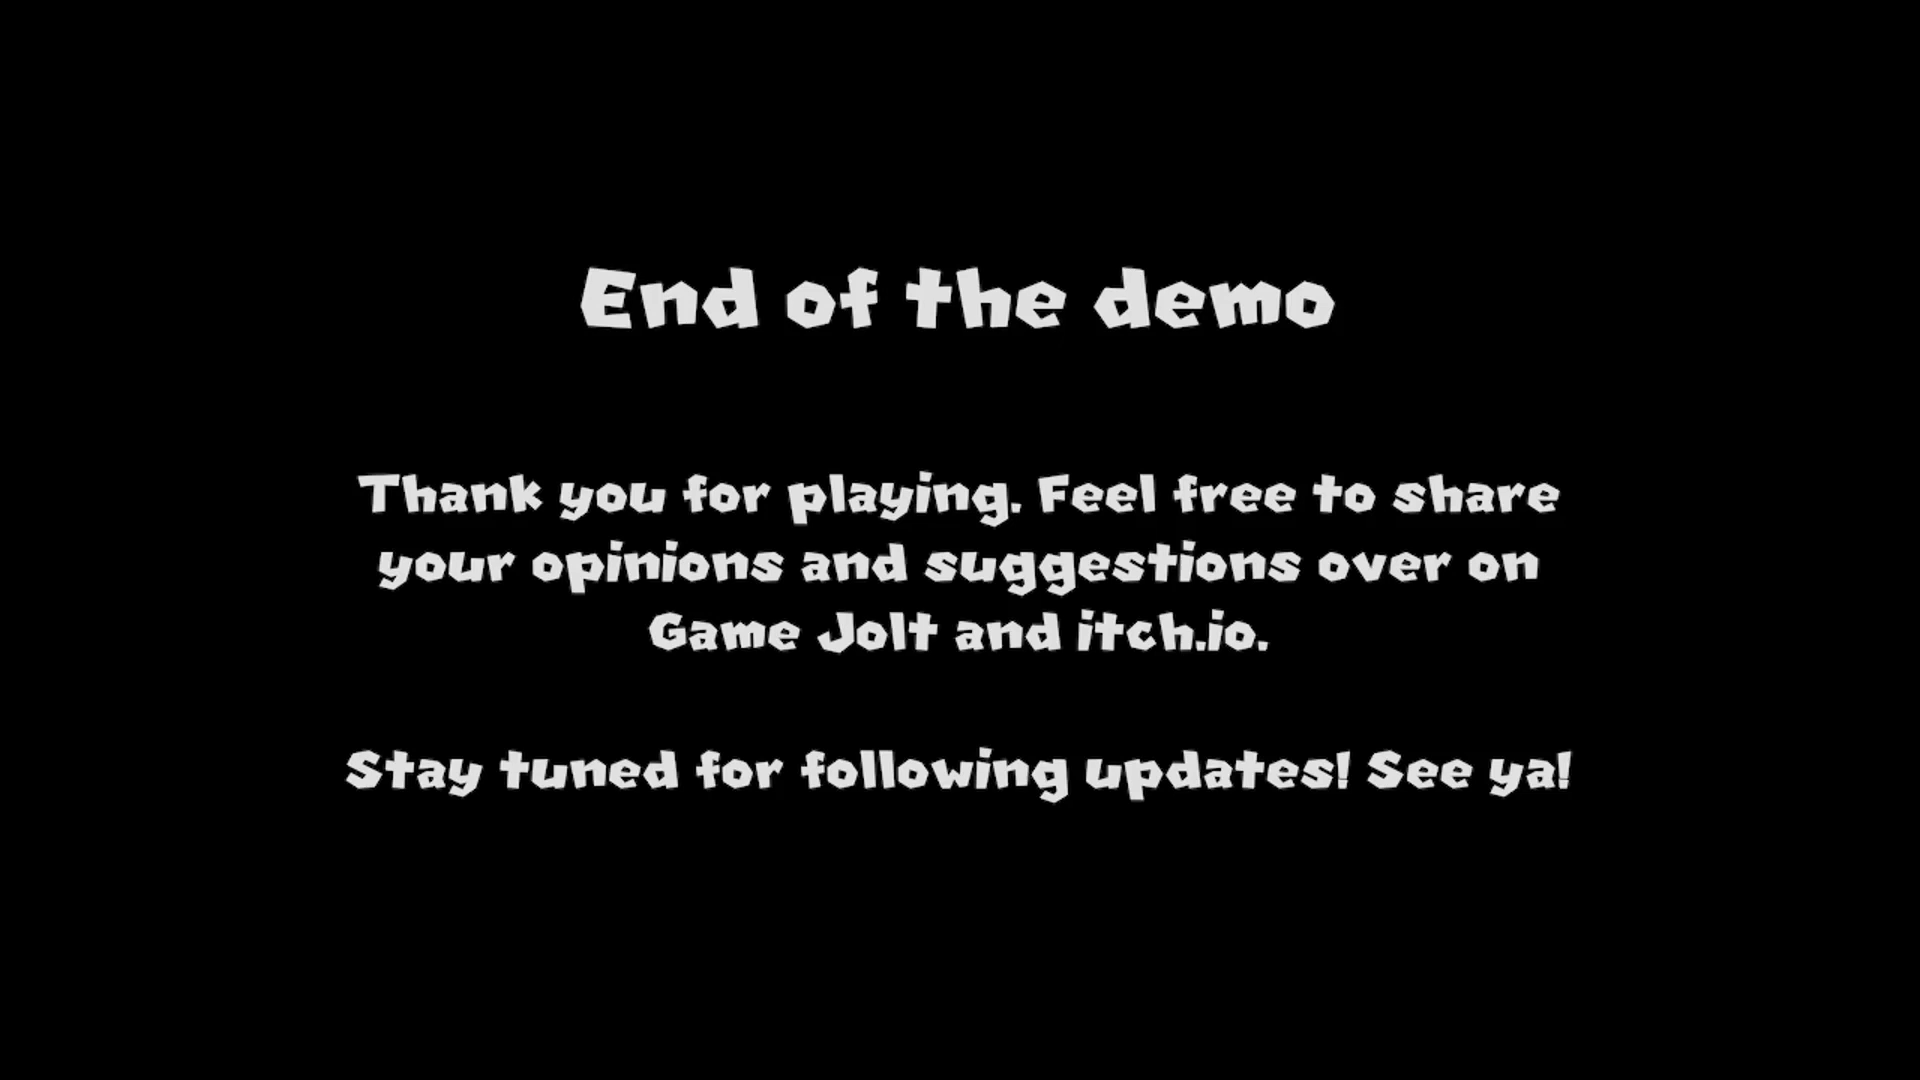 End of the demo
Thank you for playing. Feel free to share
your opinions and suggestions over on
Game Jolt and itch.io.
Stay tuned for following updates! See ya!